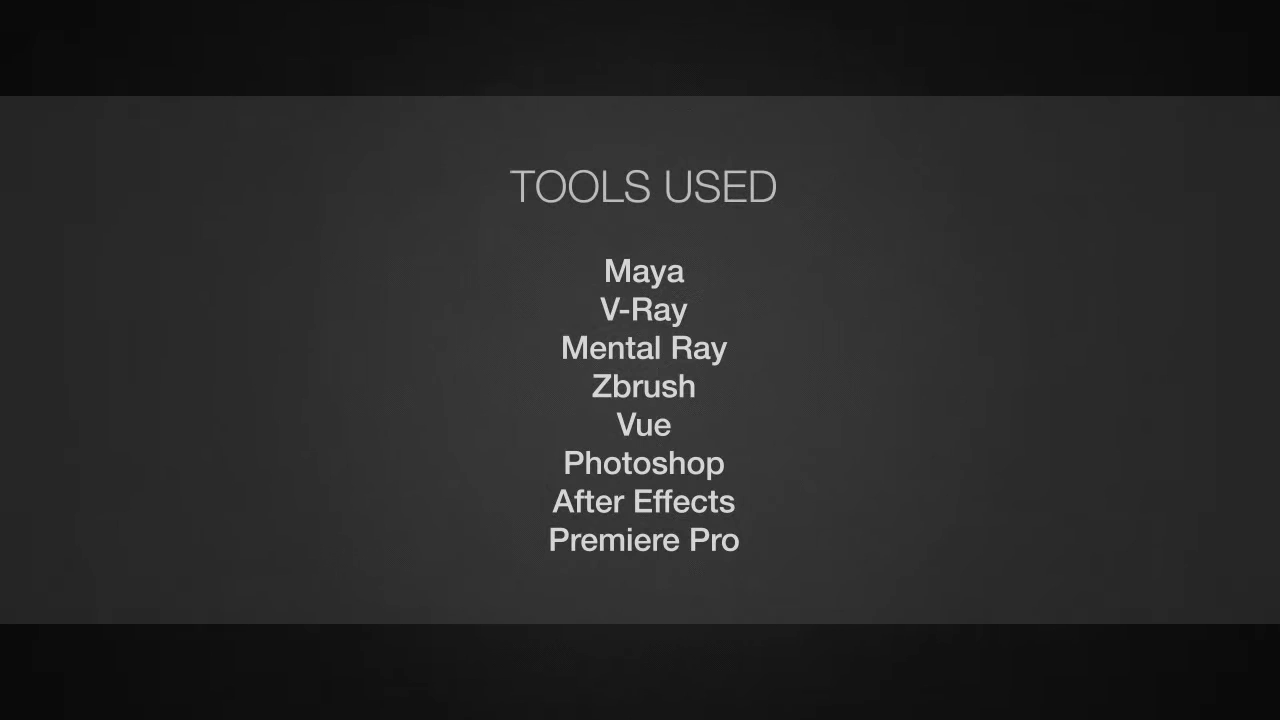 TOOLS USED
Maya
V-Ray
Mental Ray
Zbrush
Vue
Photoshop
After Effects
Premiere Pro